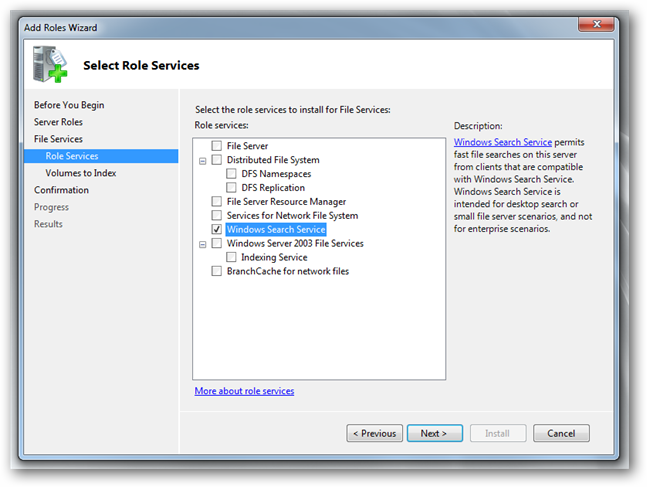 Add Roles Wizard
Select Role Services
Before You Begin
Server Roles
File Services
Role Services
Volumes to Index
Confirmation
Progress
Results
Select the role services to install for File Services:
Role services:
File Server
Distributed File System
DFS Namespaces
DFS Replication
File Server Resource Manager
Services for Network File System
Windows Search Service
Windows Server 2003 File Services
Indexing Service
BranchCache for network files
More about role services
Description:
Windows Search Service permits
fast file searches on this server
from clients that are compatible
with Windows Search Service.
Windows Search Service is
intended for desktop search or
small file server scenarios, and not
for enterprise scenarios.
< Previous
Next >
Install
Cancel